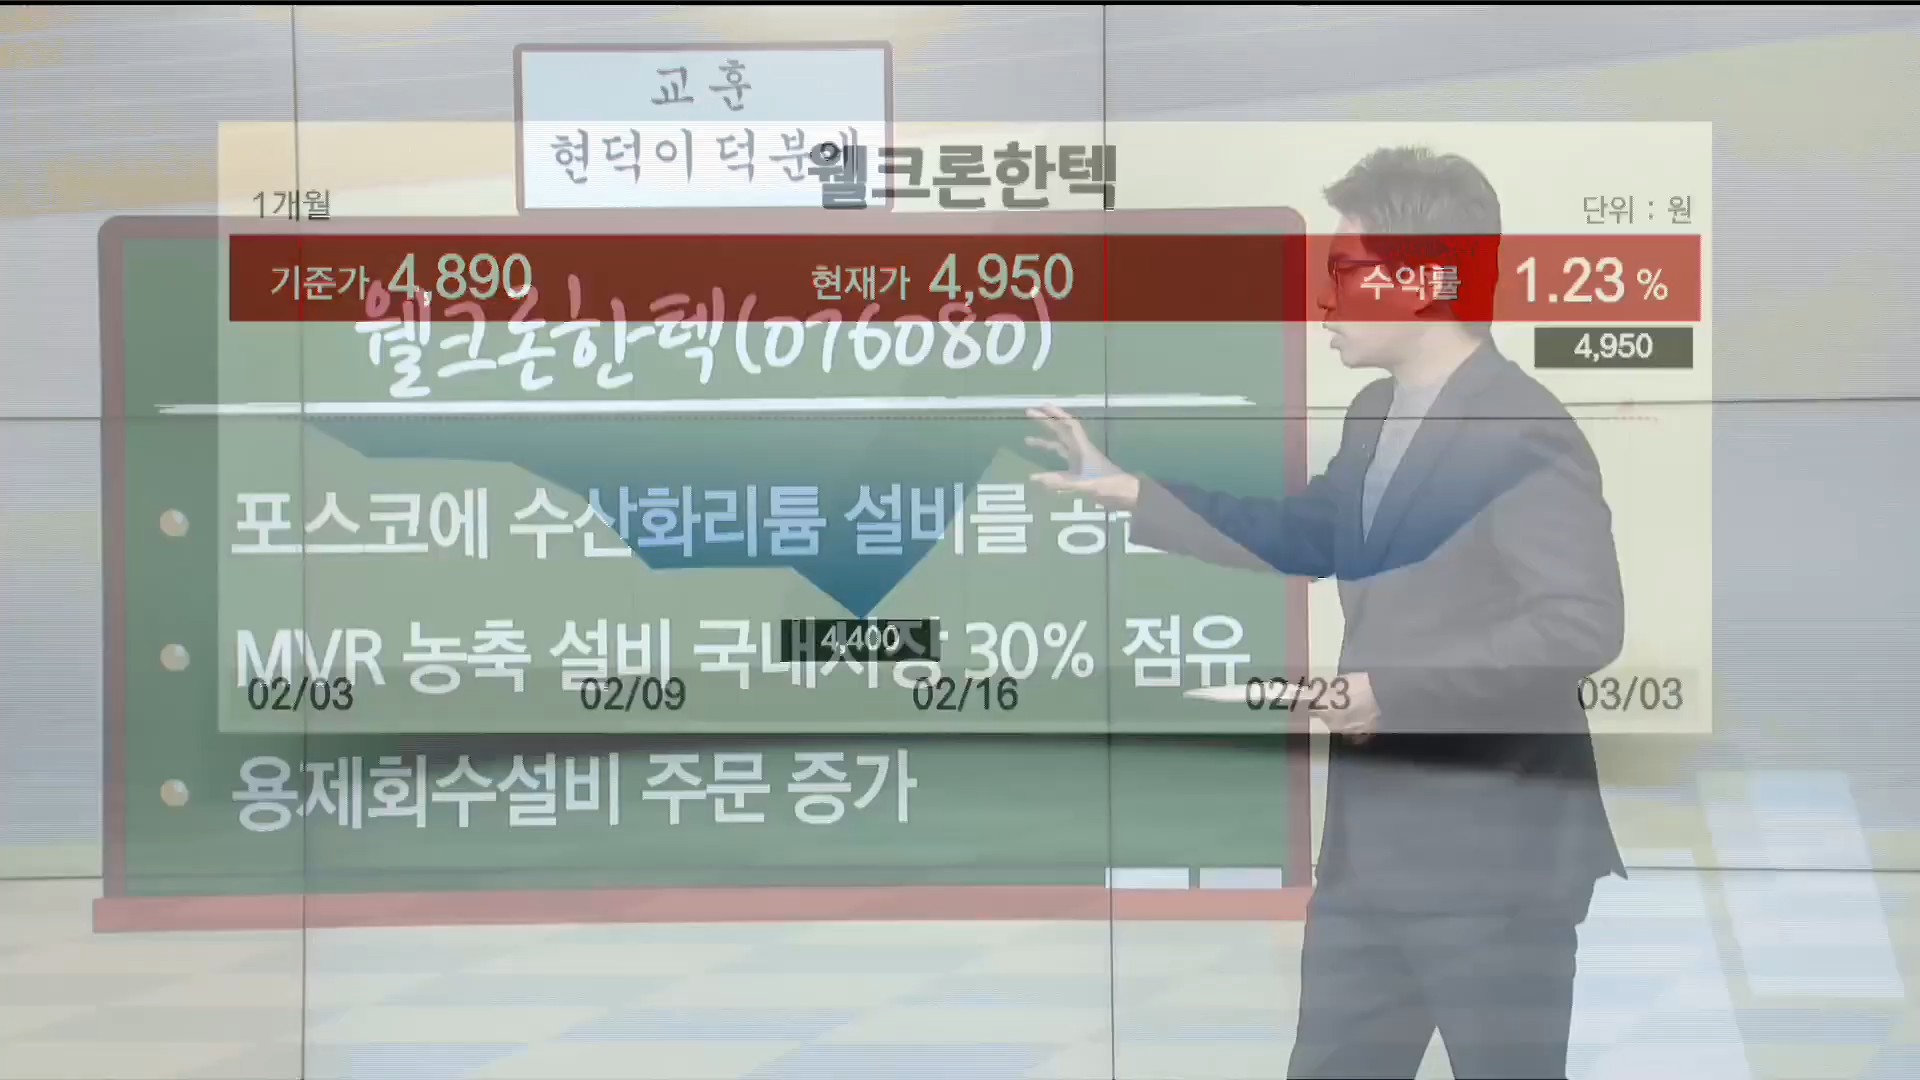 교훈
현덕이 덕분에
웰크론한텍
1개월
단위 : 원
기준가 4,890
현재가 4,950
수익률 1.23 %
4,950
웰크론한텍(076080)
포스코에 수산화리튬 설비를
MVR 농축 설비 국내시장 30% 점유
4,400
02/03 02/09 02/16 02/23 03/03
용제회수설비 주문 증가